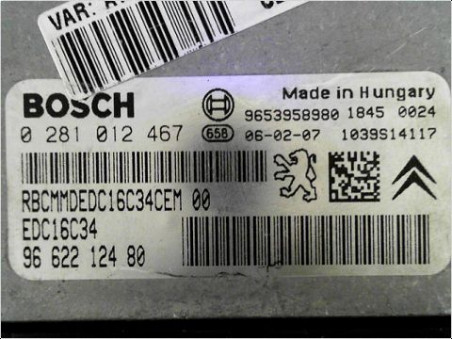 VAR:
BOSCH
Made in Hungary
9653958980 1845 0024
0 281 012 467 658 06-02-07 1039S14117
RBCMMDEDC16C34CEM 00
EDC16C34
96 622 124 80